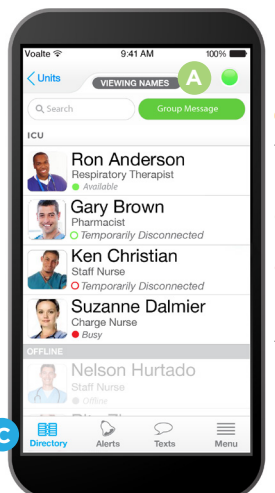 Voalte 9:41 AM 100%
Units VIEWING NAMES A
Search Group Message
ICU
Ron Anderson
Respiratory Therapist
Available
Gary Brown
Pharmacist
Temporarily Disconnected
Ken Christian
Staff Nurse
Temporarily Disconnected
Suzanne Dalmier
Charge Nurse
Busy
OFFLINE
Nelson Hurtado
Staff Nurse
Offline
C
Directory Alerts Texts Menu